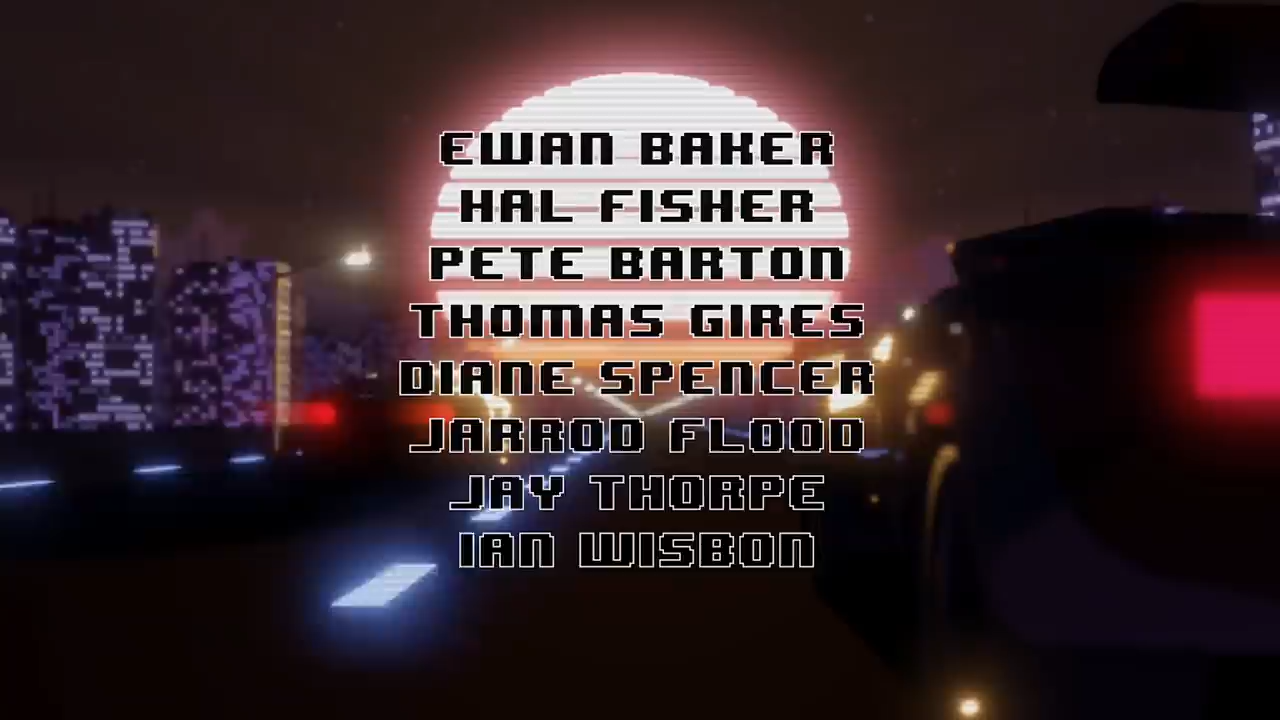 EWAN BAKER
HAL FISHER
PETE BARTON
THOMAS GIRES
DIANE SPENCER
JARROD FLOOD
JAY THORPE
IAN WISBON